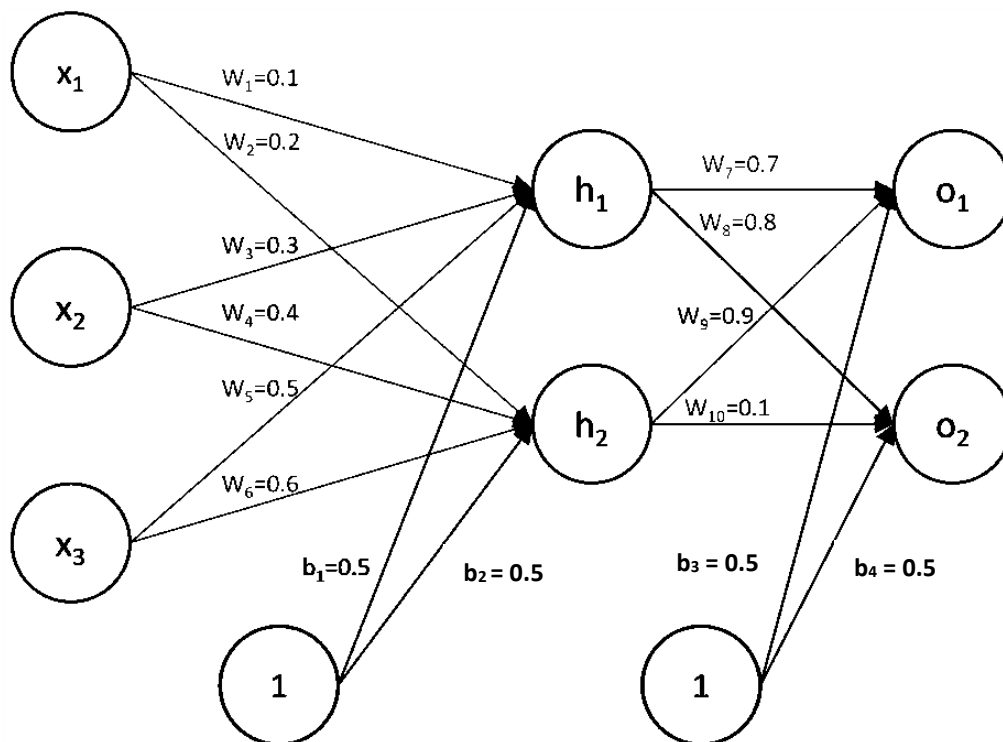 x₁
W₁=0.1
W₂=0.2
h₁
W₇=0.7
o₁
W₈=0.8
W₃=0.3
x₂
W₄=0.4
W₉=0.9
W₅=0.5
h₂
W₁₀=0.1
o₂
W₆=0.6
x₃
b₁=0.5
b₂ = 0.5
b₃ = 0.5
b₄ = 0.5
1
1